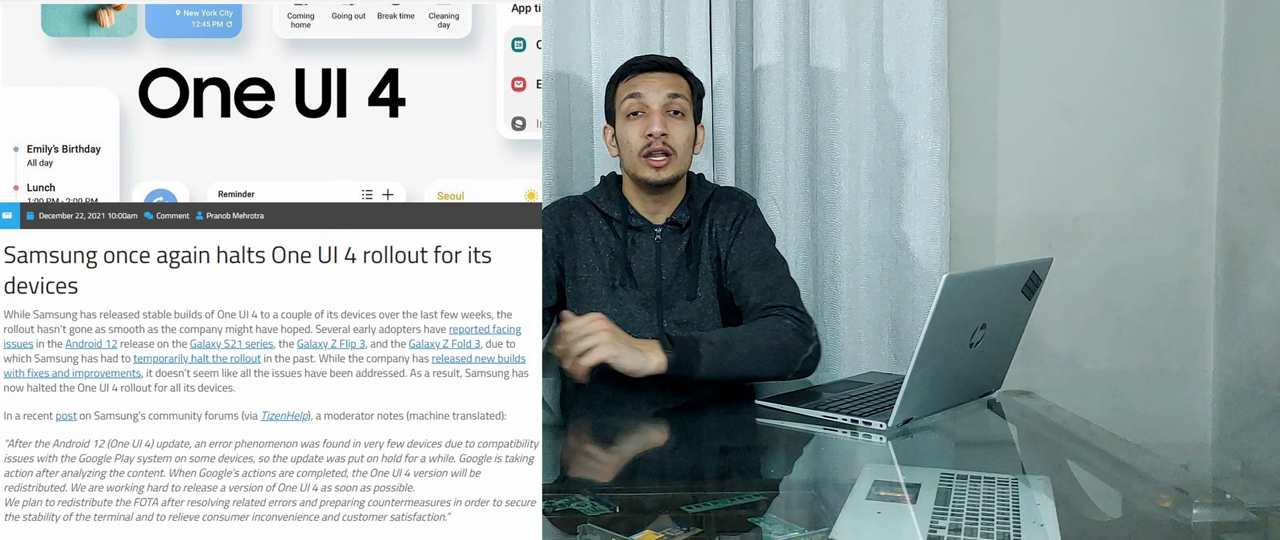 New York City
12:45 PM
Coming home
Going out
Break time
Cleaning day
App ti
One UI 4
Emily's Birthday
All day
Lunch
1:00 PM - 2:00 PM
Reminder
Seoul
December 22, 2021 10:00am Comment Pranob Mehrotra
Samsung once again halts One UI 4 rollout for its
devices
While Samsung has released stable builds of One UI 4 to a couple of its devices over the last few weeks, the
rollout hasn't gone as smooth as the company might have hoped. Several early adopters have reported facing
issues in the Android 12 release on the Galaxy S21 series, the Galaxy Z Flip 3, and the Galaxy Z Fold 3, due to
which Samsung has had to temporarily halt the rollout in the past. While the company has released new builds
with fixes and improvements, it doesn't seem like all the issues have been addressed. As a result, Samsung has
now halted the One UI 4 rollout for all its devices.
In a recent post on Samsung's community forums (via TizenHelp), a moderator notes (machine translated):
"After the Android 12 (One UI 4) update, an error phenomenon was found in very few devices due to compatibility
issues with the Google Play system on some devices, so the update was put on hold for a while. Google is taking
action after analyzing the content. When Google's actions are completed, the One UI 4 version will be
redistributed. We are working hard to release a version of One UI 4 as soon as possible.
We plan to redistribute the FOTA after resolving related errors and preparing countermeasures in order to secure
the stability of the terminal and to relieve consumer inconvenience and customer satisfaction."
hp